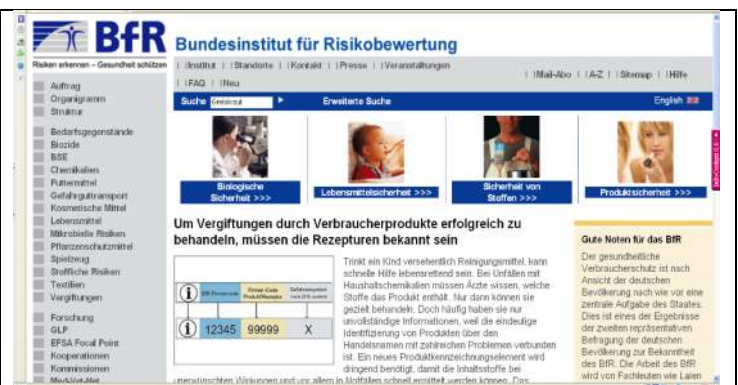 BfR
Risiken erkennen – Gesundheit schützen
Bundesinstitut für Risikobewertung
| Institut | Standorte | Kontakt | Presse | Veranstaltungen
| FAQ | Neu
| Mail-Abo | A-Z | Sitemap | Hilfe
Suche
Erweiterte Suche
English
Auftrag
Organigramm
Struktur
Bedarfsgegenstände
Biozide
BSE
Chemikalien
Futtermittel
Gefahrguttransport
Kosmetische Mittel
Lebensmittel
Mikrobielle Risiken
Pflanzenschutzmittel
Spielzeug
Stoffliche Risiken
Textilien
Vergiftungen
Forschung
GLP
EFSA Focal Point
Kooperationen
Kommissionen
Biologische
Sicherheit >>>
Lebensmittelsicherheit >>>
Sicherheit von
Stoffen >>>
Produktsicherheit >>>
Um Vergiftungen durch Verbraucherprodukte erfolgreich zu
behandeln, müssen die Rezepturen bekannt sein
12345 99999 X
Trinkt ein Kind versehentlich Reinigungsmittel, kann
schnelle Hilfe lebensrettend sein. Bei Unfällen mit
Haushaltschemikalien müssen Ärzte wissen, welche
Stoffe das Produkt enthält. Nur dann können sie
gezielt behandeln. Doch häufig haben sie nur
unvollständige Informationen, weil die eindeutige
Identifizierung von Produkten über den
Handelsnamen mit zahlreichen Problemen verbunden
ist. Ein neues Produktkennzeichnungselement wird
dringend benötigt, damit die Inhaltsstoffe bei
unerwünschten Wirkungen und vor allem in Notfällen schnell ermittelt werden können. Das
Gute Noten für das BfR
Der gesundheitliche
Verbraucherschutz ist nach
Ansicht der deutschen
Bevölkerung nach wie vor eine
zentrale Aufgabe des Staates.
Dies ist eines der Ergebnisse
der zweiten repräsentativen
Befragung der deutschen
Bevölkerung zur Bekanntheit
des BfR. Die Arbeit des BfR
wird von Fachleuten wie Laien